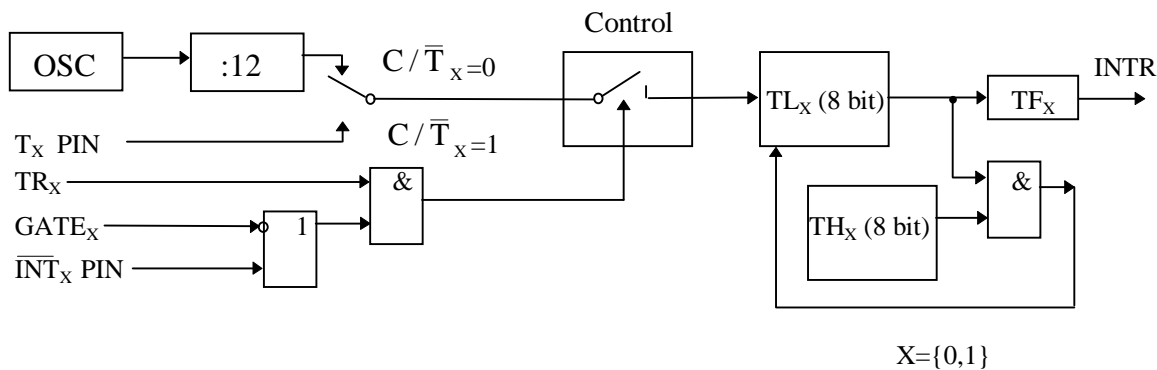 Control
OSC
:12
C / T̅ X=0
TLX (8 bit)
TFX
INTR
TX PIN
C / T̅ X=1
TRX
&
&
GATEX
1
THX (8 bit)
I̅N̅T̅X PIN
X={0,1}